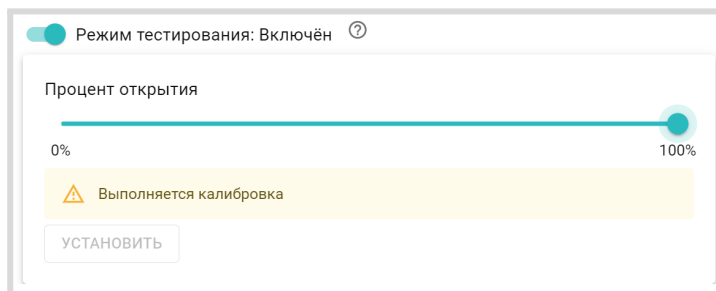 Режим тестирования: Включён
Процент открытия
0% 100%
Выполняется калибровка
УСТАНОВИТЬ